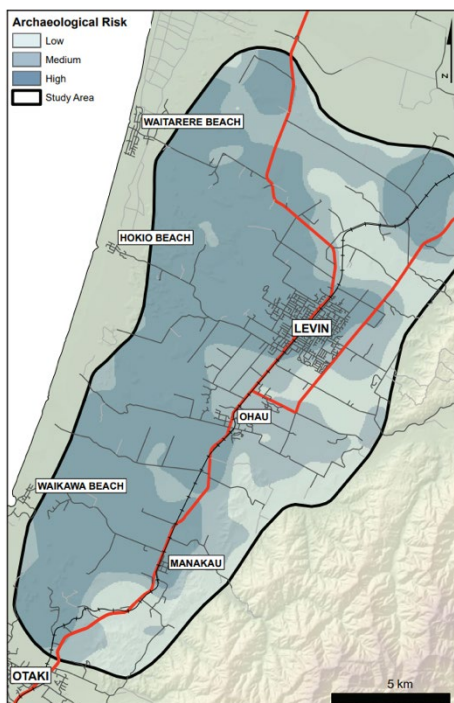 Archaeological Risk
Low
Medium
High
Study Area
N
WAITARERE BEACH
HOKIO BEACH
LEVIN
OHAU
WAIKAWA BEACH
MANAKAU
OTAKI
5 km